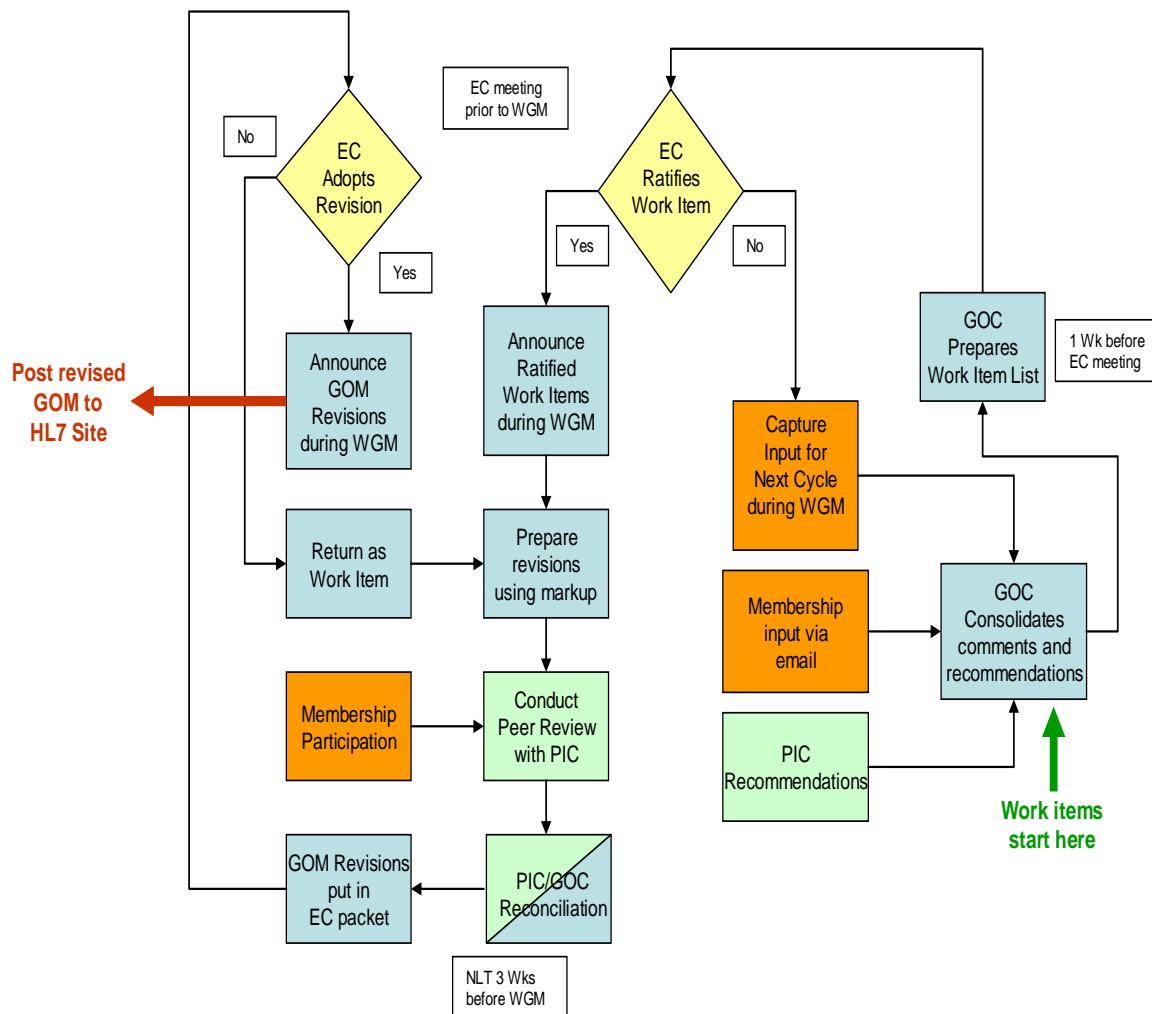 EC meeting
prior to WGM
No
EC
Adopts
Revision
EC
Ratifies
Work Item
Yes
Yes
No
GOC
Prepares
Work Item List
1 Wk before
EC meeting
Post revised
GOM to
HL7 Site
Announce
GOM
Revisions
during WGM
Announce
Ratified
Work Items
during WGM
Capture
Input for
Next Cycle
during WGM
Return as
Work Item
Prepare
revisions
using markup
Membership
input via
email
GOC
Consolidates
comments and
recommendations
Membership
Participation
Conduct
Peer Review
with PIC
PIC
Recommendations
Work items
start here
GOM Revisions
put in
EC packet
PIC/GOC
Reconciliation
NLT 3 Wks
before WGM